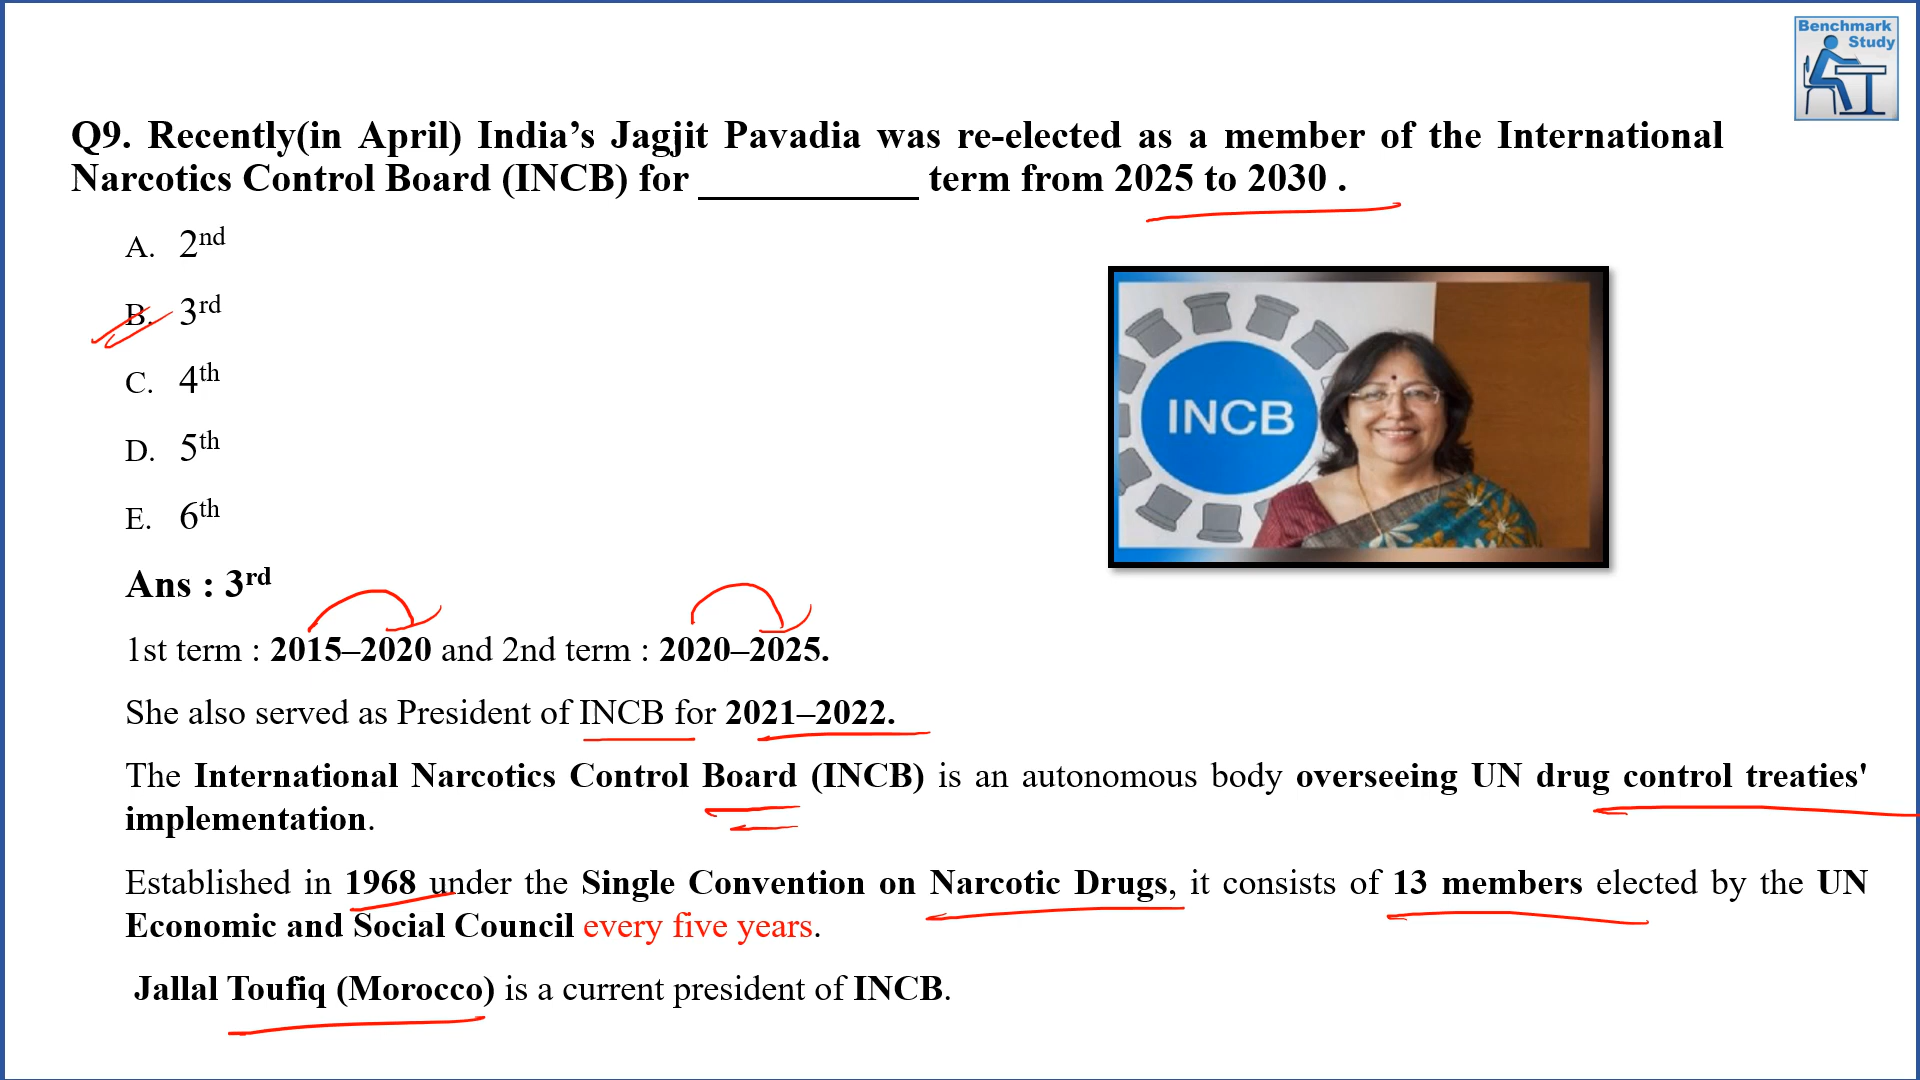 Benchmark
Study
Q9. Recently(in April) India’s Jagjit Pavadia was re-elected as a member of the International
Narcotics Control Board (INCB) for ___________ term from 2025 to 2030 .
A. 2nd
B. 3rd
C. 4th
D. 5th
E. 6th
INCB
Ans : 3rd
1st term : 2015–2020 and 2nd term : 2020–2025.
She also served as President of INCB for 2021–2022.
The International Narcotics Control Board (INCB) is an autonomous body overseeing UN drug control treaties'
implementation.
Established in 1968 under the Single Convention on Narcotic Drugs, it consists of 13 members elected by the UN
Economic and Social Council every five years.
Jallal Toufiq (Morocco) is a current president of INCB.